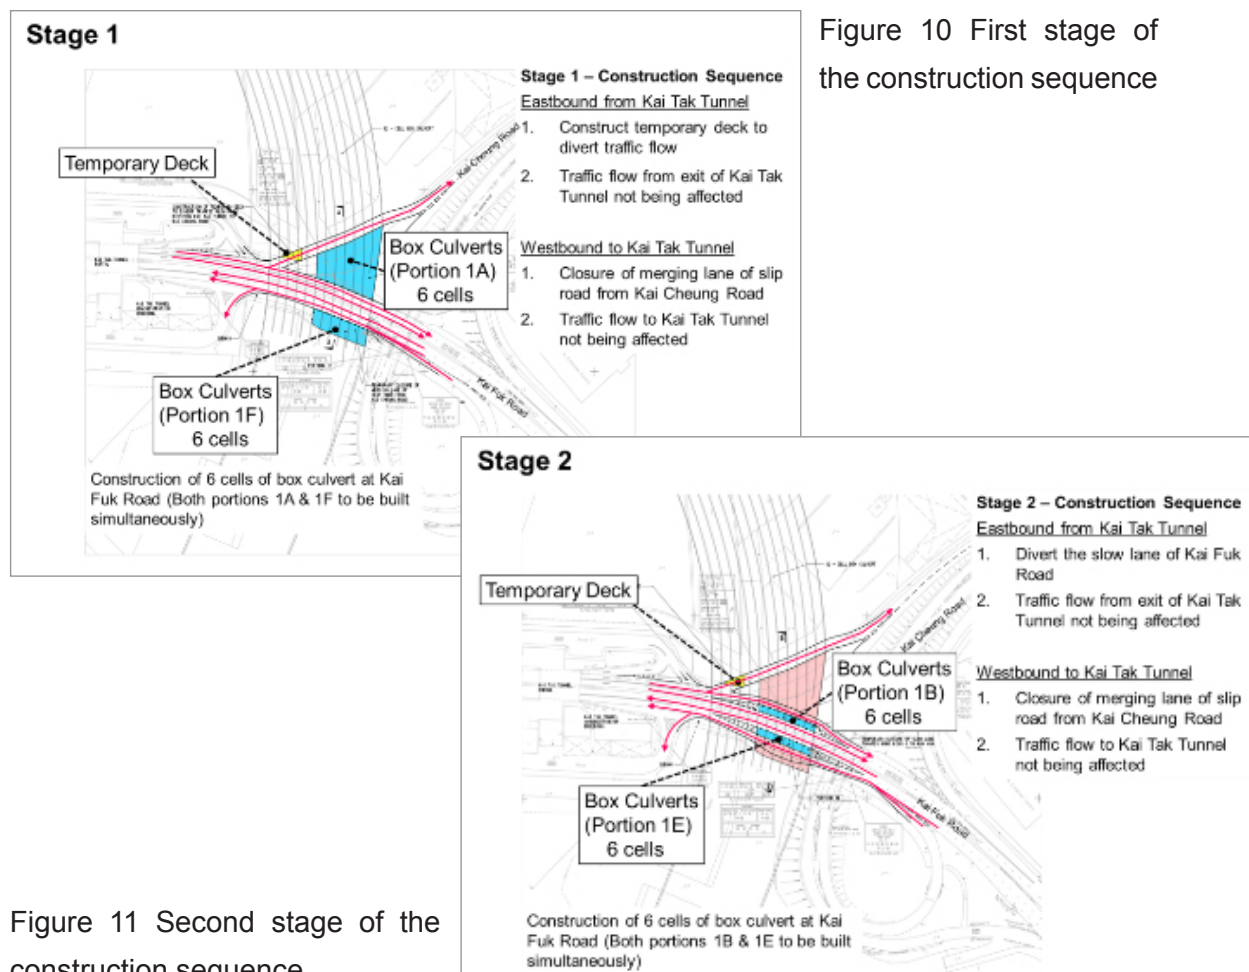 Stage 1
Figure 10 First stage of
the construction sequence
Stage 1 – Construction Sequence
Eastbound from Kai Tak Tunnel
1. Construct temporary deck to
divert traffic flow
2. Traffic flow from exit of Kai Tak
Tunnel not being affected
Westbound to Kai Tak Tunnel
1. Closure of merging lane of slip
road from Kai Cheung Road
2. Traffic flow to Kai Tak Tunnel
not being affected
Temporary Deck
Kai Cheung Road
Box Culverts
(Portion 1A)
6 cells
Box Culverts
(Portion 1F)
6 cells
Kai Fuk Road
Construction of 6 cells of box culvert at Kai
Fuk Road (Both portions 1A & 1F to be built
simultaneously)
Stage 2
Stage 2 – Construction Sequence
Eastbound from Kai Tak Tunnel
1. Divert the slow lane of Kai Fuk
Road
2. Traffic flow from exit of Kai Tak
Tunnel not being affected
Westbound to Kai Tak Tunnel
1. Closure of merging lane of slip
road from Kai Cheung Road
2. Traffic flow to Kai Tak Tunnel
not being affected
Temporary Deck
Kai Cheung Road
Box Culverts
(Portion 1B)
6 cells
Box Culverts
(Portion 1E)
6 cells
Kai Fuk Road
Construction of 6 cells of box culvert at Kai
Fuk Road (Both portions 1B & 1E to be built
simultaneously)
Figure 11 Second stage of the
construction sequence